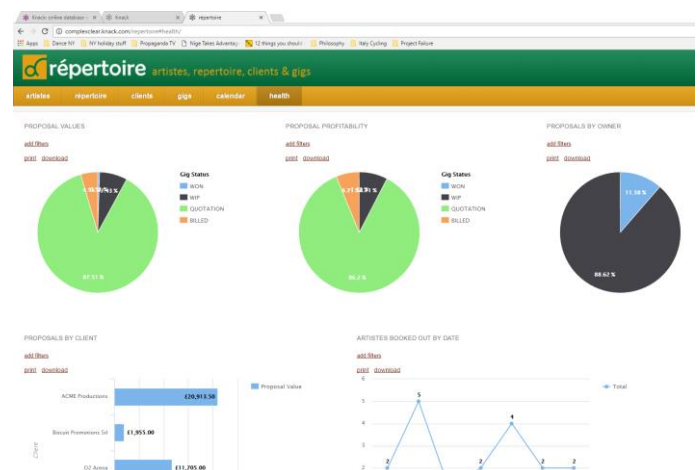 Knack online database
Knack
répertoire
complexclear.knack.com/repertoire#health/
Apps
Dance NY
NY holiday stuff
Propaganda TV
Nige Takes Adverts
12 things you should
Philosophy
Italy Cycling
Project Failure
répertoire artistes, repertoire, clients & gigs
artistes
répertoire
clients
gigs
calendar
health
PROPOSAL VALUES
add filters
print download
87.51 %
Gig Status
WON
WIP
QUOTATION
BILLED
PROPOSAL PROFITABILITY
add filters
print download
Gig Status
WON
WIP
QUOTATION
BILLED
PROPOSALS BY OWNER
add filters
print download
88.62 %
PROPOSALS BY CLIENT
add filters
print download
ACME Productions
£20,913.50
Biscuit Promotions Srl
£1,955.00
O2 Arena
£11,705.00
Client
Proposal Value
ARTISTES BOOKED OUT BY DATE
add filters
print download
6
5
4
3
2
2
5
2
4
2
2
Total